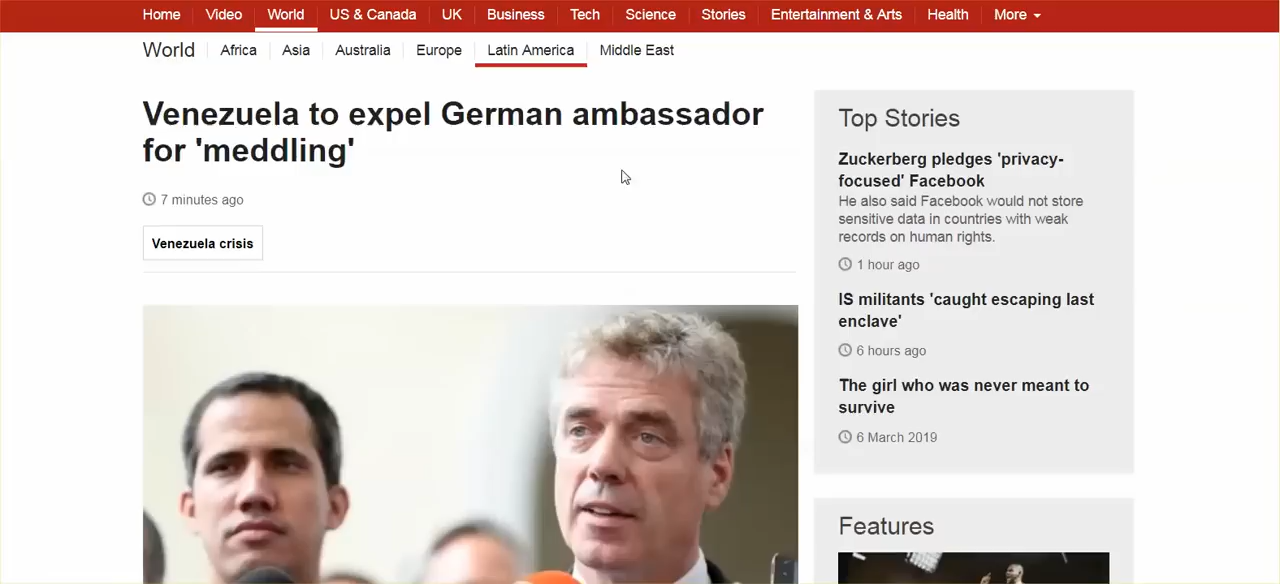 Home Video World US & Canada UK Business Tech Science Stories Entertainment & Arts Health More
World Africa Asia Australia Europe Latin America Middle East
Venezuela to expel German ambassador
for 'meddling'
7 minutes ago
Venezuela crisis
Top Stories
Zuckerberg pledges 'privacy-
focused' Facebook
He also said Facebook would not store
sensitive data in countries with weak
records on human rights.
1 hour ago
IS militants 'caught escaping last
enclave'
6 hours ago
The girl who was never meant to
survive
6 March 2019
Features